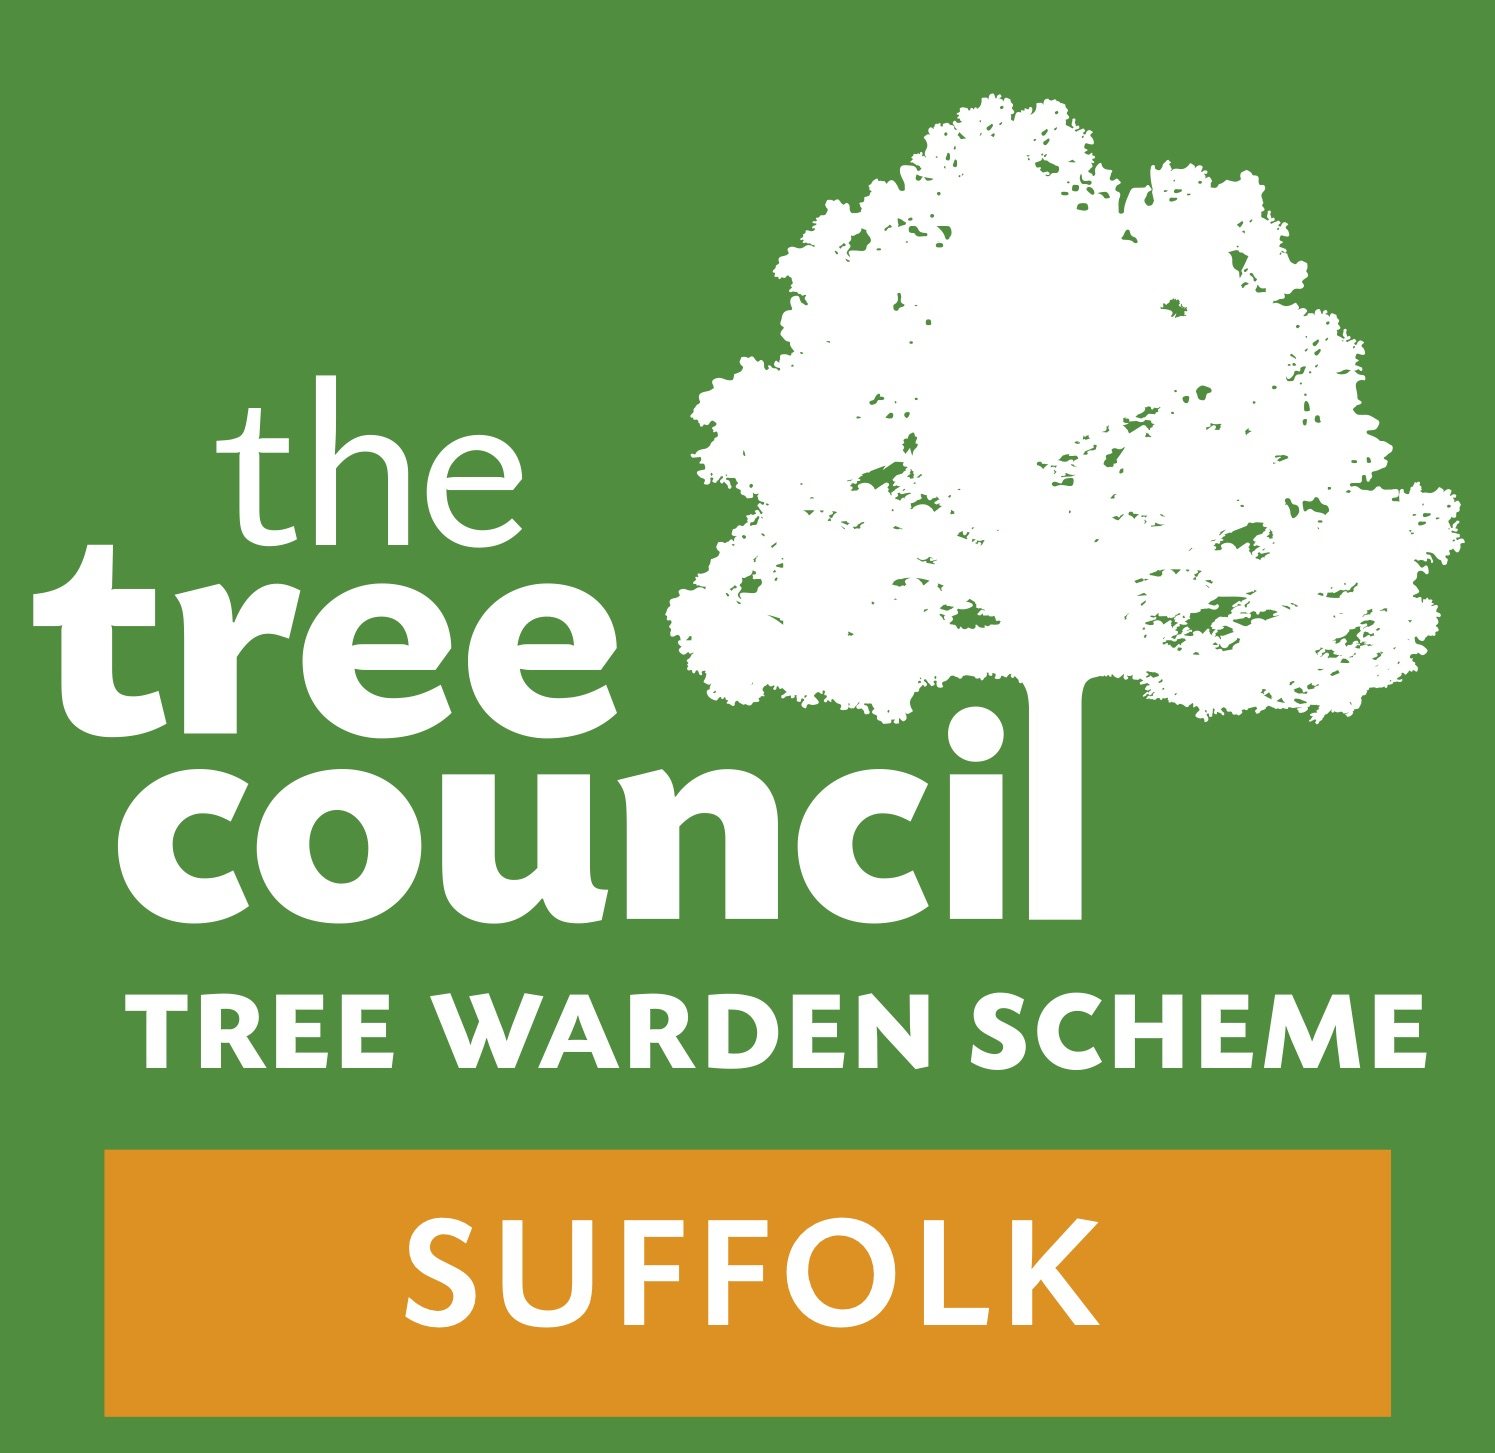 the
tree
council
TREE WARDEN SCHEME
SUFFOLK